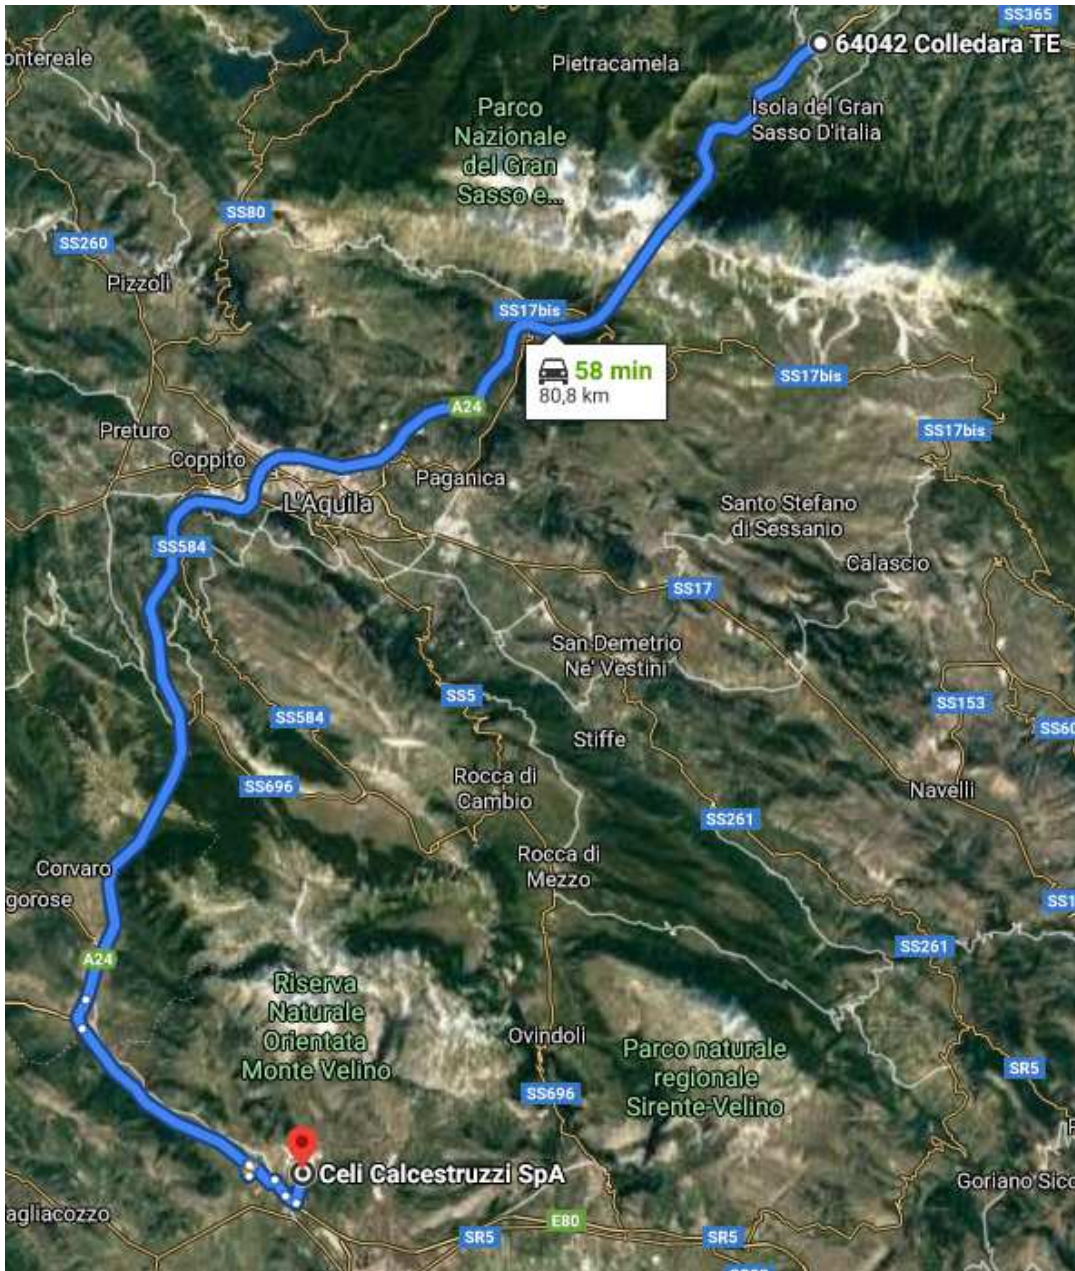 SS365
64042 Colledara TE
ontereale
Pietracamela
Isola del Gran
Sasso D'italia
Parco
Nazionale
del Gran
Sasso e...
SS80
SS260
Pizzoli
SS17bis
58 min
80,8 km
SS17bis
A24
SS17bis
Preturo
Coppito
Paganica
L'Aquila
Santo Stefano
di Sessanio
SS584
Calascio
SS17
San Demetrio
Ne' Vestini
SS5
SS153
SS584
SS60
Stiffe
SS696
Rocca di
Cambio
Navelli
SS261
Corvaro
Rocca di
Mezzo
gorose
SS1
SS261
A24
Riserva
Naturale
Orientata
Monte Velino
Ovindoli
Parco naturale
regionale
Sirente-Velino
SR5
SS696
Celi Calcestruzzi SpA
Goriano Sico
agliacozzo
E80
SR5
SR5